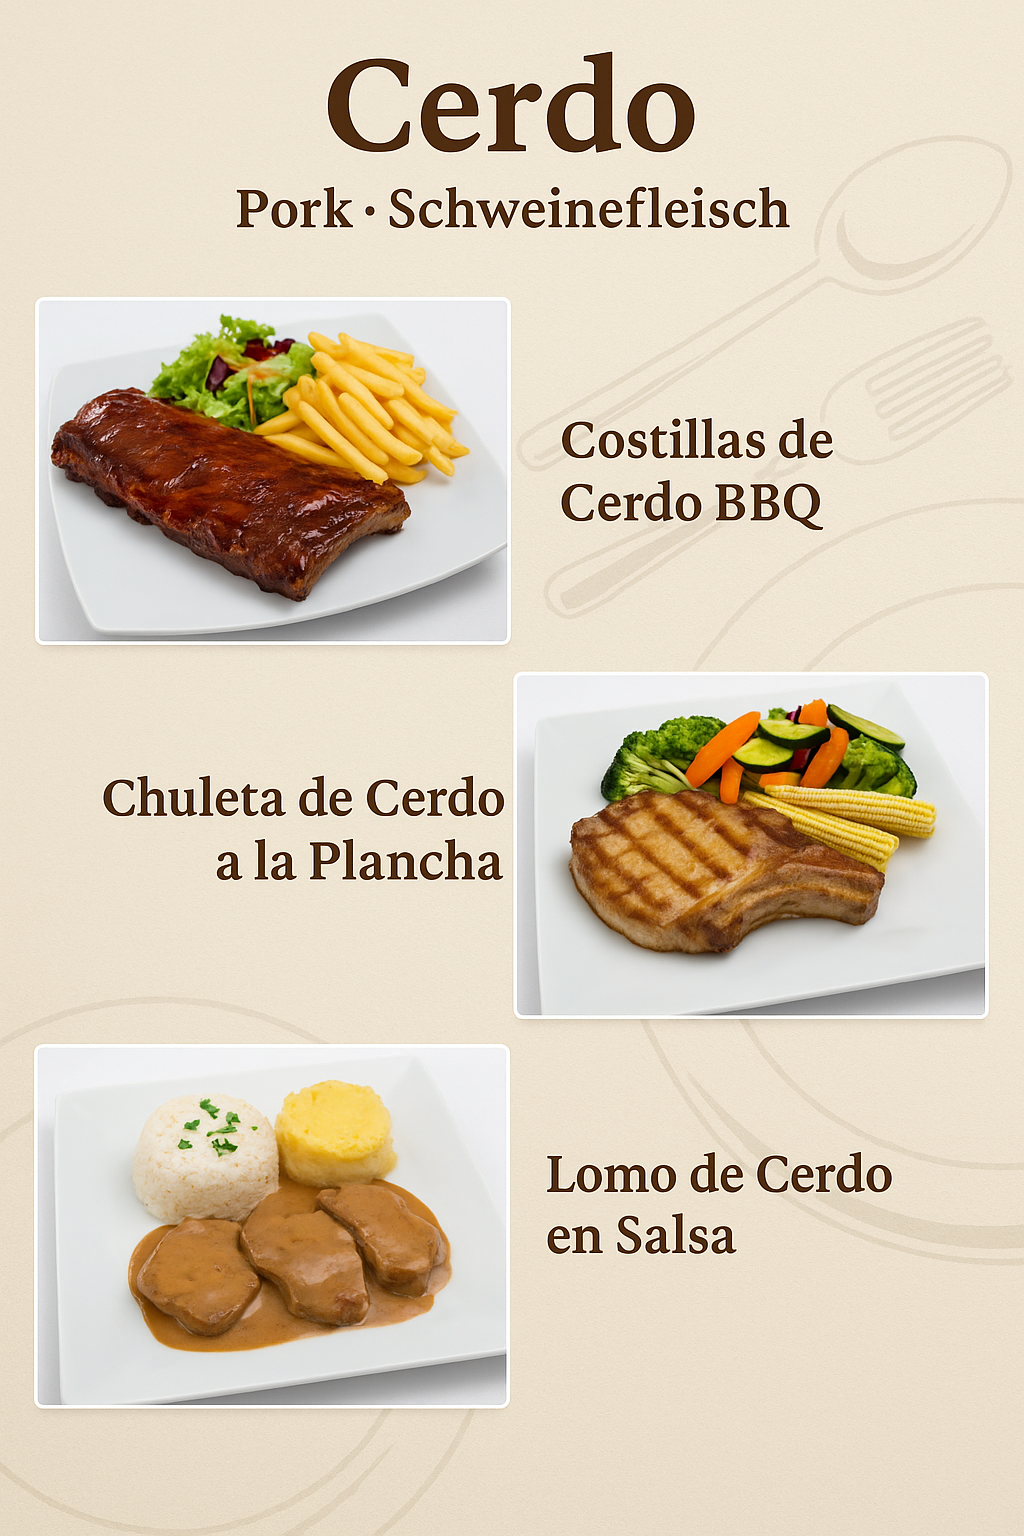 Cerdo
Pork · Schweinefleisch
Costillas de
Cerdo BBQ
Chuleta de Cerdo
a la Plancha
Lomo de Cerdo
en Salsa